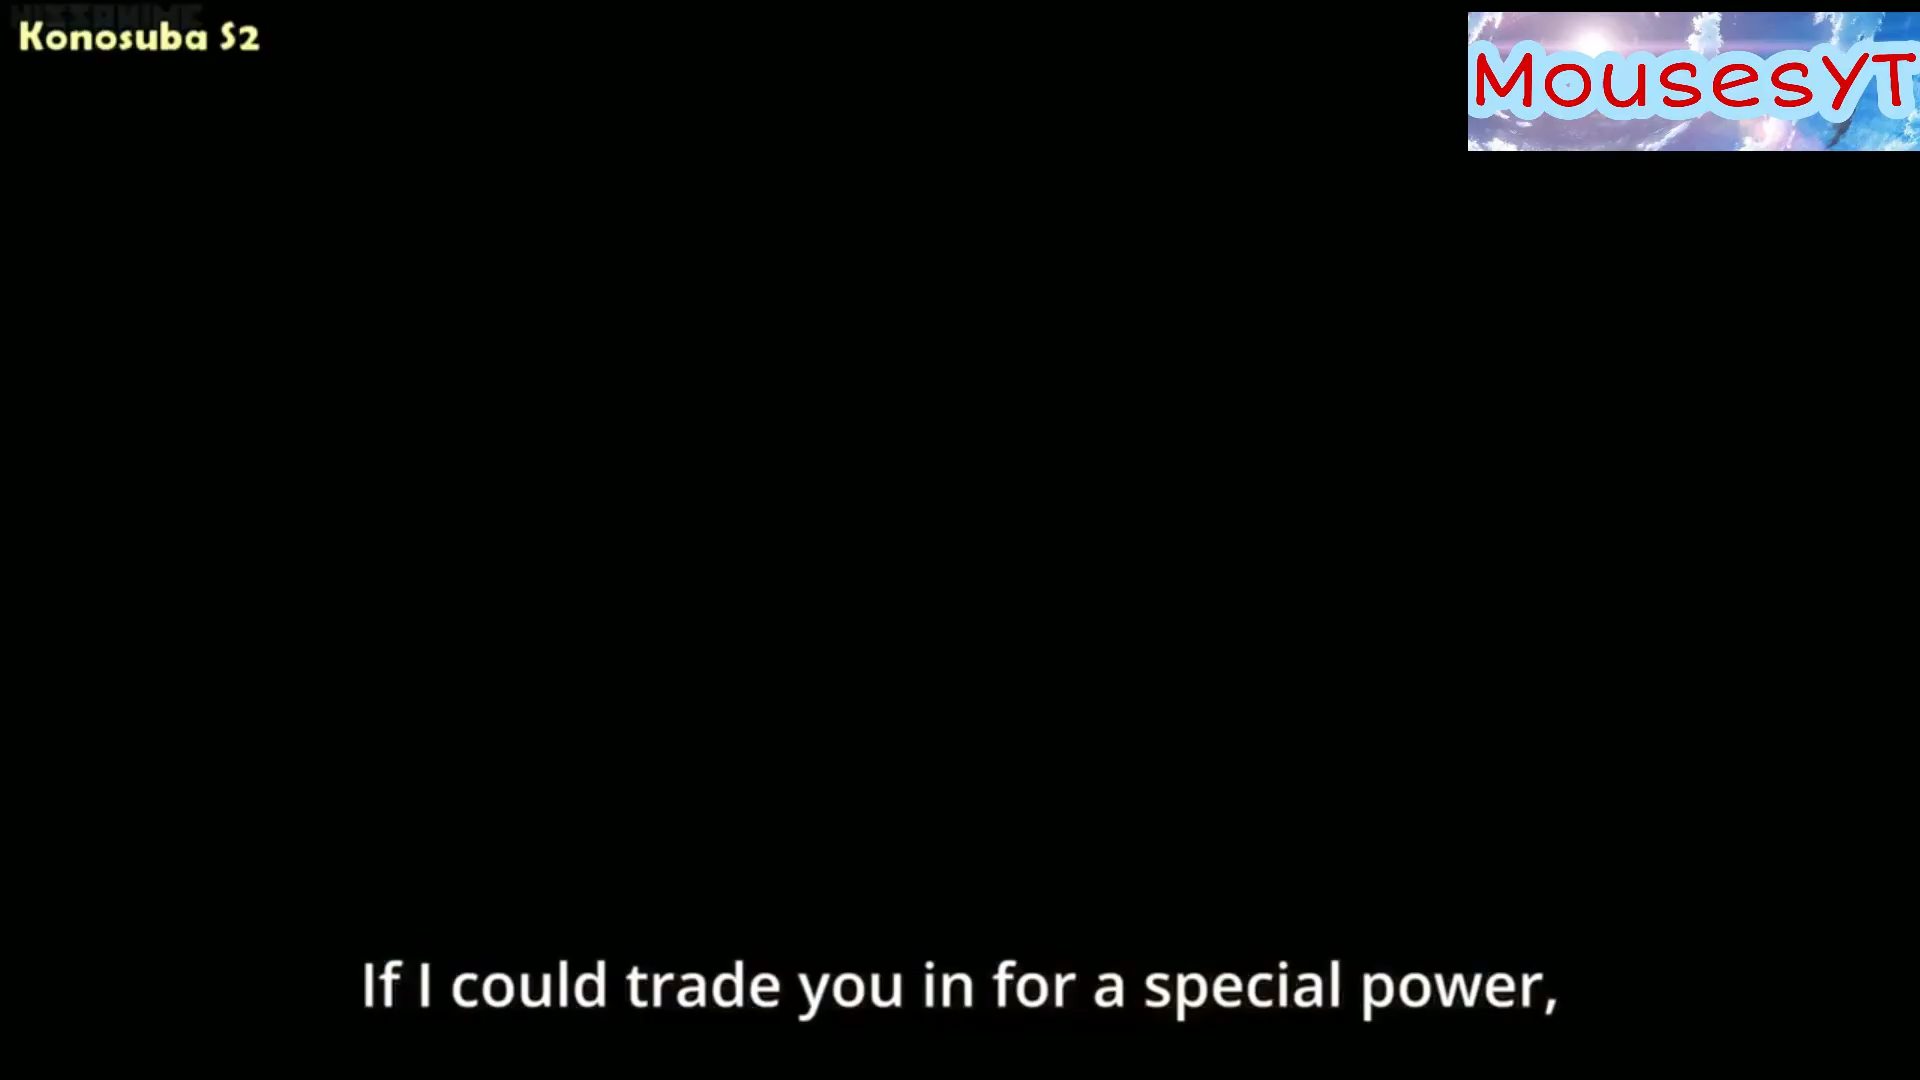 Konosuba S2
MousesYT
If I could trade you in for a special power,